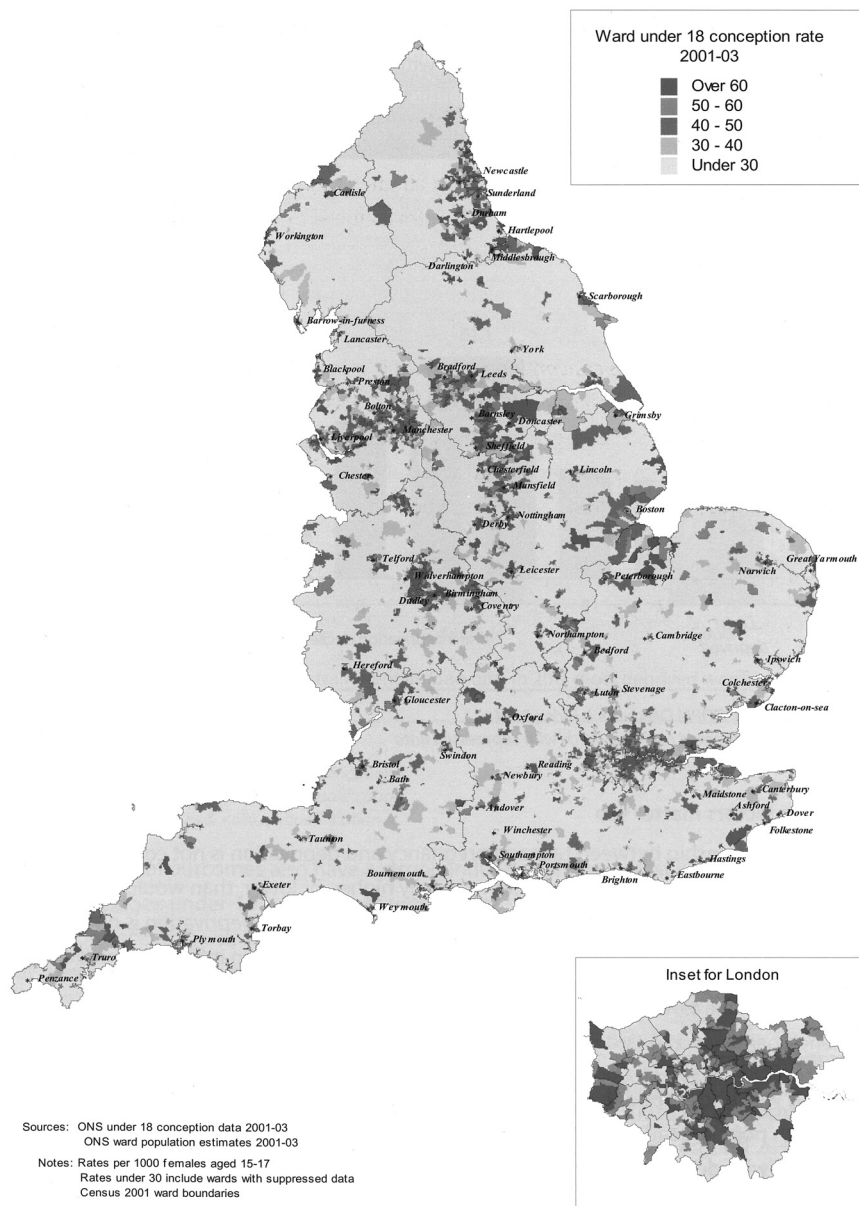 Ward under 18 conception rate
2001-03
Over 60
50 - 60
40 - 50
30 - 40
Under 30
Newcastle
Sunderland
Carlisle
Durham
Hartlepool
Workington
Middlesbrough
Darlington
Scarborough
Barrow-in-furness
Lancaster
York
Blackpool
Bradford
Leeds
Preston
Bolton
Barnsley
Doncaster
Grimsby
Manchester
Liverpool
Sheffield
Chester
Chesterfield
Lincoln
Mansfield
Boston
Nottingham
Derby
Telford
Great Yarmouth
Norwich
Leicester
Wolverhampton
Peterborough
Birmingham
Dudley
Coventry
Northampton
Cambridge
Bedford
Hereford
Ipswich
Colchester
Luton
Stevenage
Gloucester
Clacton-on-sea
Oxford
Swindon
Bristol
Reading
Bath
Newbury
Canterbury
Maidstone
Andover
Ashford
Dover
Winchester
Folkestone
Taunton
Southampton
Hastings
Portsmouth
Bournemouth
Brighton
Eastbourne
Exeter
Weymouth
Torbay
Plymouth
Truro
Penzance
Inset for London
Sources: ONS under 18 conception data 2001-03
ONS ward population estimates 2001-03
Notes: Rates per 1000 females aged 15-17
Rates under 30 include wards with suppressed data
Census 2001 ward boundaries